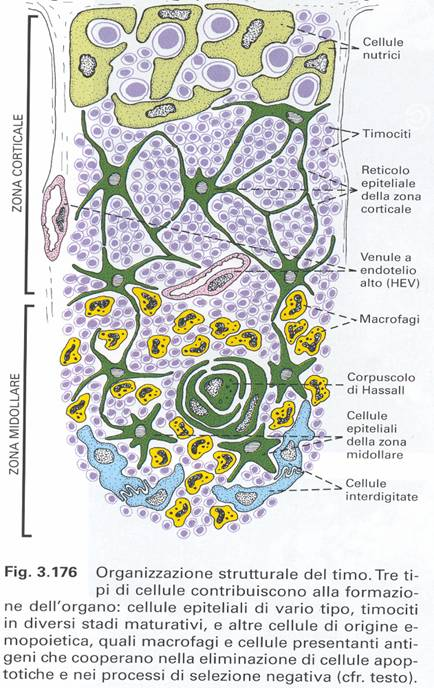 ZONA CORTICALE
ZONA MIDOLLARE
Cellule
nutrici
Timociti
Reticolo
epiteliale
della zona
corticale
Venule a
endotelio
alto (HEV)
Macrofagi
Corpuscolo
di Hassall
Cellule
epiteliali
della zona
midollare
Cellule
interdigitate
Fig. 3.176 Organizzazione strutturale del timo. Tre ti-
pi di cellule contribuiscono alla formazio-
ne dell'organo: cellule epiteliali di vario tipo, timociti
in diversi stadi maturativi, e altre cellule di origine e-
mopoietica, quali macrofagi e cellule presentanti anti-
geni che cooperano nella eliminazione di cellule apop-
totiche e nei processi di selezione negativa (cfr. testo).